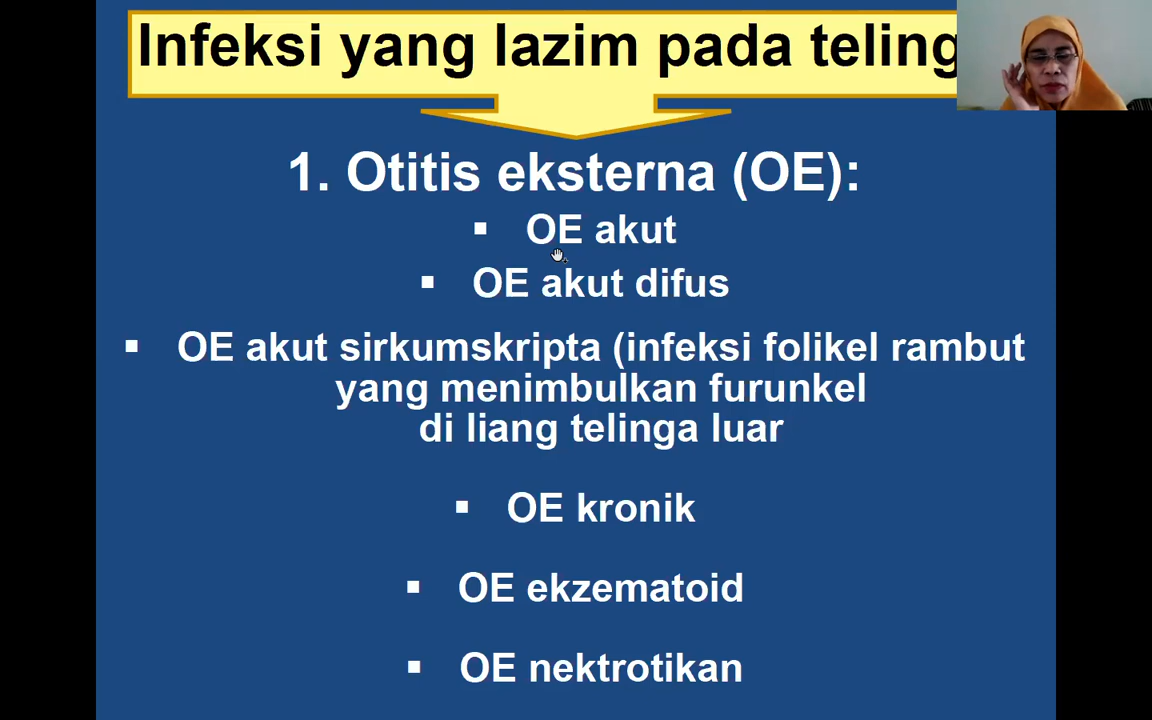 Infeksi yang lazim pada teling
1. Otitis eksterna (OE):
▪ OE akut
▪ OE akut difus
▪ OE akut sirkumskripta (infeksi folikel rambut
yang menimbulkan furunkel
di liang telinga luar
▪ OE kronik
▪ OE ekzematoid
▪ OE nektrotikan